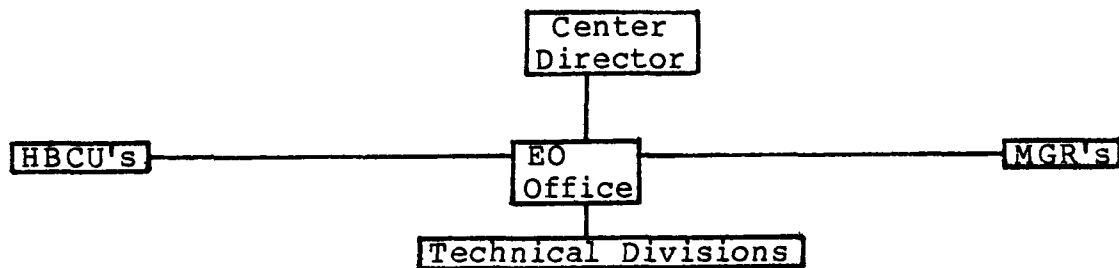 Center
Director
HBCU's
EO
Office
MGR's
Technical Divisions